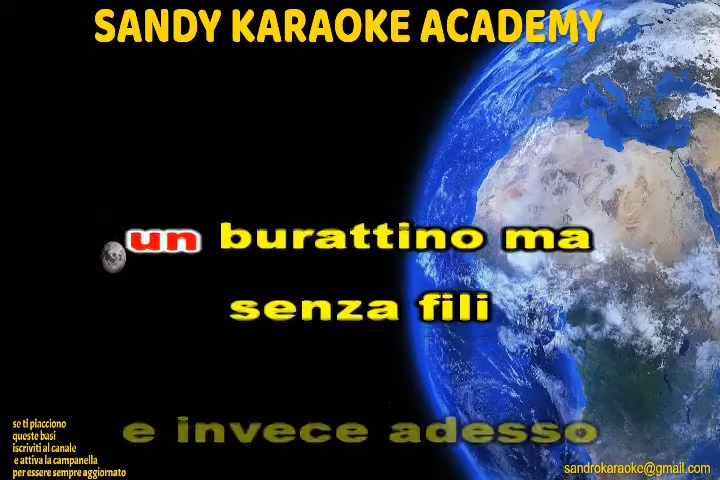 SANDY KARAOKE ACADEMY
un burattino ma
senza fili
e invece adesso
se ti piacciono
queste basi
iscriviti al canale
e attiva la campanella
per essere sempre aggiornato
sandrokaraoke@gmail.com